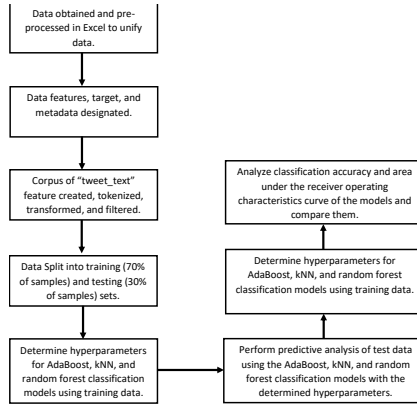 Data obtained and pre-
processed in Excel to unify
data.
Data features, target, and
metadata designated.
Corpus of “tweet_text”
feature created, tokenized,
transformed, and filtered.
Data Split into training (70%
of samples) and testing (30%
of samples) sets.
Determine hyperparameters
for AdaBoost, kNN, and
random forest classification
models using training data.
Perform predictive analysis of test data
using the AdaBoost, kNN, and random
forest classification models with the
determined hyperparameters.
Determine hyperparameters for
AdaBoost, kNN, and random forest
classification models using training data.
Analyze classification accuracy and area
under the receiver operating
characteristics curve of the models and
compare them.